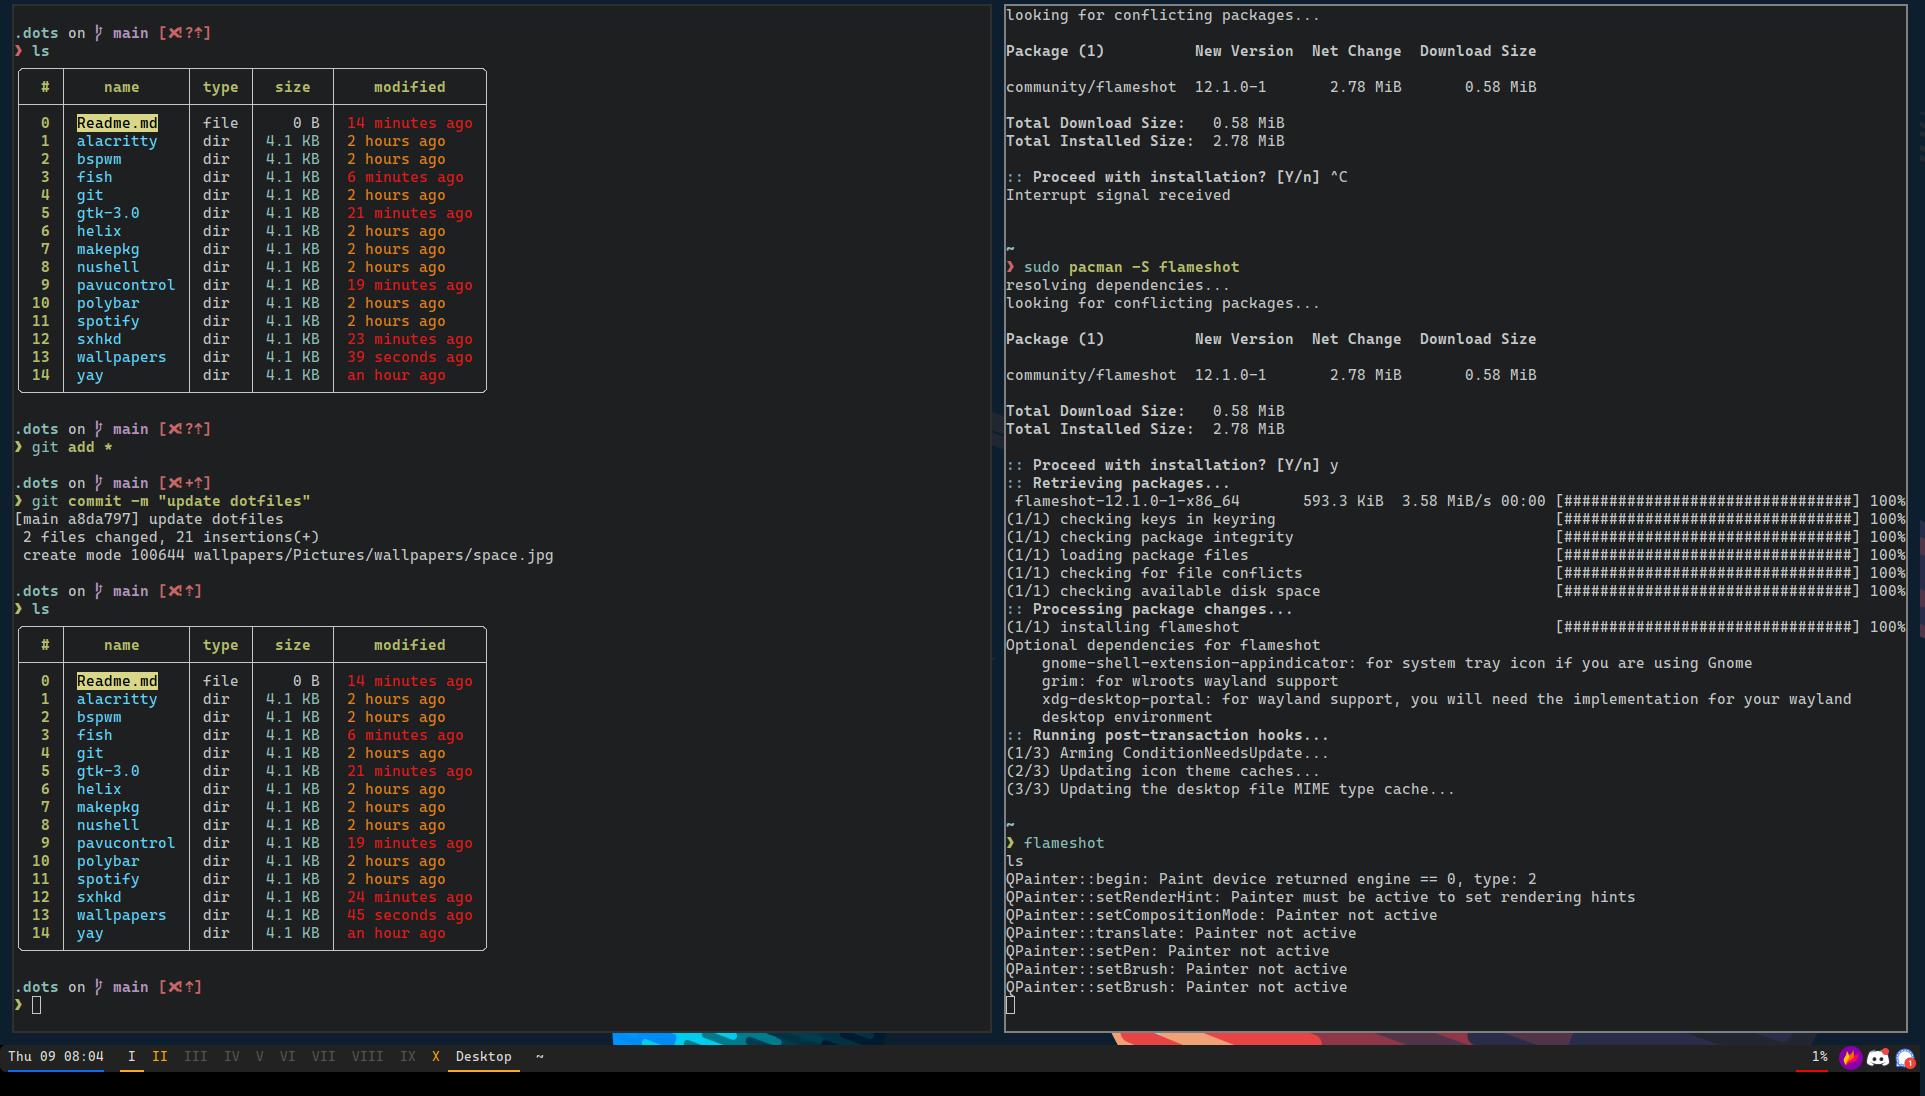 .dots on main [✘!?⇡]
❯ ls
# name type size modified
0 Readme.md file 0 B 14 minutes ago
1 alacritty dir 4.1 KB 2 hours ago
2 bspwm dir 4.1 KB 2 hours ago
3 fish dir 4.1 KB 6 minutes ago
4 git dir 4.1 KB 2 hours ago
5 gtk-3.0 dir 4.1 KB 21 minutes ago
6 helix dir 4.1 KB 2 hours ago
7 makepkg dir 4.1 KB 2 hours ago
8 nushell dir 4.1 KB 2 hours ago
9 pavucontrol dir 4.1 KB 19 minutes ago
10 polybar dir 4.1 KB 2 hours ago
11 spotify dir 4.1 KB 2 hours ago
12 sxhkd dir 4.1 KB 23 minutes ago
13 wallpapers dir 4.1 KB 39 seconds ago
14 yay dir 4.1 KB an hour ago
.dots on main [✘!?⇡]
❯ git add *
.dots on main [✘!+⇡]
❯ git commit -m "update dotfiles"
[main a8da797] update dotfiles
2 files changed, 21 insertions(+)
create mode 100644 wallpapers/Pictures/wallpapers/space.jpg
.dots on main [✘!⇡]
❯ ls
# name type size modified
0 Readme.md file 0 B 14 minutes ago
1 alacritty dir 4.1 KB 2 hours ago
2 bspwm dir 4.1 KB 2 hours ago
3 fish dir 4.1 KB 6 minutes ago
4 git dir 4.1 KB 2 hours ago
5 gtk-3.0 dir 4.1 KB 21 minutes ago
6 helix dir 4.1 KB 2 hours ago
7 makepkg dir 4.1 KB 2 hours ago
8 nushell dir 4.1 KB 2 hours ago
9 pavucontrol dir 4.1 KB 19 minutes ago
10 polybar dir 4.1 KB 2 hours ago
11 spotify dir 4.1 KB 2 hours ago
12 sxhkd dir 4.1 KB 24 minutes ago
13 wallpapers dir 4.1 KB 45 seconds ago
14 yay dir 4.1 KB an hour ago
.dots on main [✘!⇡]
❯
looking for conflicting packages...
Package (1) New Version Net Change Download Size
community/flameshot 12.1.0-1 2.78 MiB 0.58 MiB
Total Download Size: 0.58 MiB
Total Installed Size: 2.78 MiB
:: Proceed with installation? [Y/n] ^C
Interrupt signal received
~
❯ sudo pacman -S flameshot
resolving dependencies...
looking for conflicting packages...
Package (1) New Version Net Change Download Size
community/flameshot 12.1.0-1 2.78 MiB 0.58 MiB
Total Download Size: 0.58 MiB
Total Installed Size: 2.78 MiB
:: Proceed with installation? [Y/n] y
:: Retrieving packages...
flameshot-12.1.0-1-x86_64 593.3 KiB 3.58 MiB/s 00:00 [################################] 100%
(1/1) checking keys in keyring [################################] 100%
(1/1) checking package integrity [################################] 100%
(1/1) loading package files [################################] 100%
(1/1) checking for file conflicts [################################] 100%
(1/1) checking available disk space [################################] 100%
:: Processing package changes...
(1/1) installing flameshot [################################] 100%
Optional dependencies for flameshot
gnome-shell-extension-appindicator: for system tray icon if you are using Gnome
grim: for wlroots wayland support
xdg-desktop-portal: for wayland support, you will need the implementation for your wayland
desktop environment
:: Running post-transaction hooks...
(1/3) Arming ConditionNeedsUpdate...
(2/3) Updating icon theme caches...
(3/3) Updating the desktop file MIME type cache...
~
❯ flameshot
ls
QPainter::begin: Paint device returned engine == 0, type: 2
QPainter::setRenderHint: Painter must be active to set rendering hints
QPainter::setCompositionMode: Painter not active
QPainter::translate: Painter not active
QPainter::setPen: Painter not active
QPainter::setBrush: Painter not active
QPainter::setBrush: Painter not active
Thu 09 08:04 I II III IV V VI VII VIII IX X Desktop ~ 1% 1